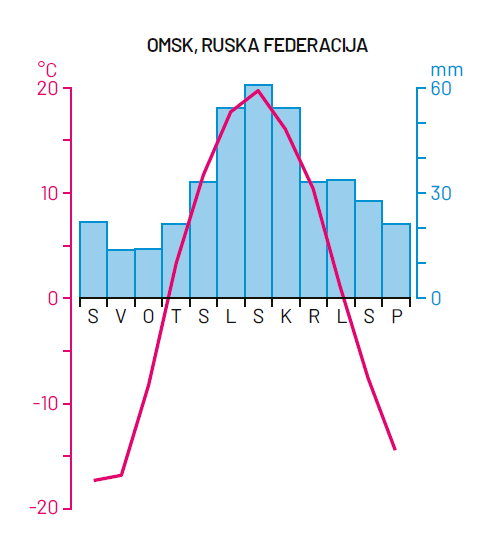 OMSK, RUSKA FEDERACIJA
°C mm
20 60
10 30
0 0
S V O T S L S K R L S P
-10
-20